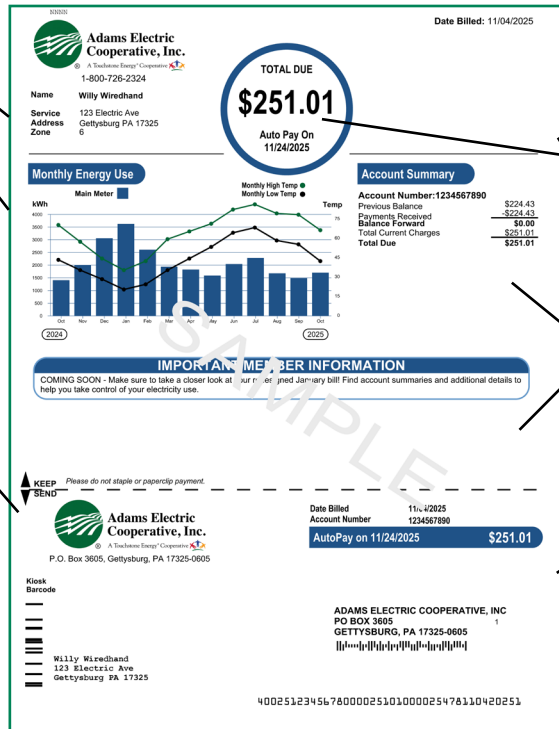 NNNN
Date Billed: 11/04/2025
Adams Electric
Cooperative, Inc.
® A Touchstone Energy® Cooperative
1-800-726-2324
Name Willy Wiredhand
Service 123 Electric Ave
Address Gettysburg PA 17325
Zone 6
TOTAL DUE
$251.01
Auto Pay On
11/24/2025
Monthly Energy Use
Main Meter
Monthly High Temp
Monthly Low Temp
kWh
Temp
4000
3500
3000
2500
2000
1500
1000
500
0
75
60
45
30
15
0
Oct Nov Dec Jan Feb Mar Apr May Jun Jul Aug Sep Oct
2024
2025
Account Summary
Account Number:1234567890
Previous Balance $224.43
Payments Received -$224.43
Balance Forward $0.00
Total Current Charges $251.01
Total Due $251.01
SAMPLE
IMPORTANT MEMBER INFORMATION
COMING SOON - Make sure to take a closer look at your redesigned January bill! Find account summaries and additional details to
help you take control of your electricity use.
KEEP
SEND
Please do not staple or paperclip payment.
Adams Electric
Cooperative, Inc.
® A Touchstone Energy® Cooperative
P.O. Box 3605, Gettysburg, PA 17325-0605
Date Billed 11/04/2025
Account Number 1234567890
AutoPay on 11/24/2025 $251.01
Kiosk
Barcode
ADAMS ELECTRIC COOPERATIVE, INC
PO BOX 3605 1
GETTYSBURG, PA 17325-0605
Willy Wiredhand
123 Electric Ave
Gettysburg PA 17325
4002512345678000025101000025478110420251